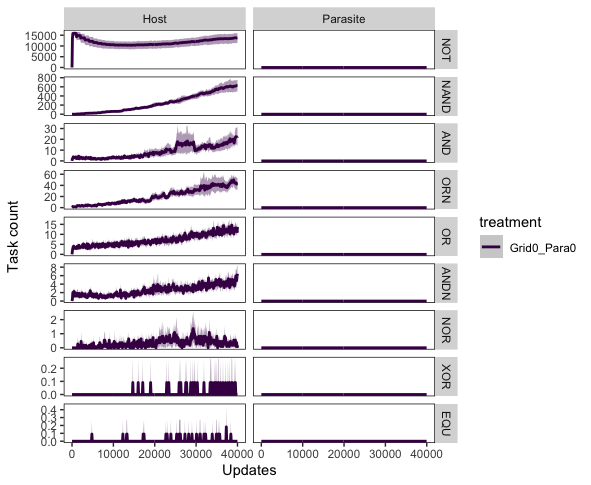 Host Parasite
15000
10000
5000
0
NOT
800
600
400
200
0
NAND
30
20
10
0
AND
60
40
20
0
ORN
15
10
5
0
OR
8
6
4
2
0
ANDN
2
1
0
NOR
0.2
0.1
0.0
XOR
0.4
0.3
0.2
0.1
0.0
EQU
0 10000 20000 30000 40000 0 10000 20000 30000 40000
Updates
Task count
treatment
Grid0_Para0